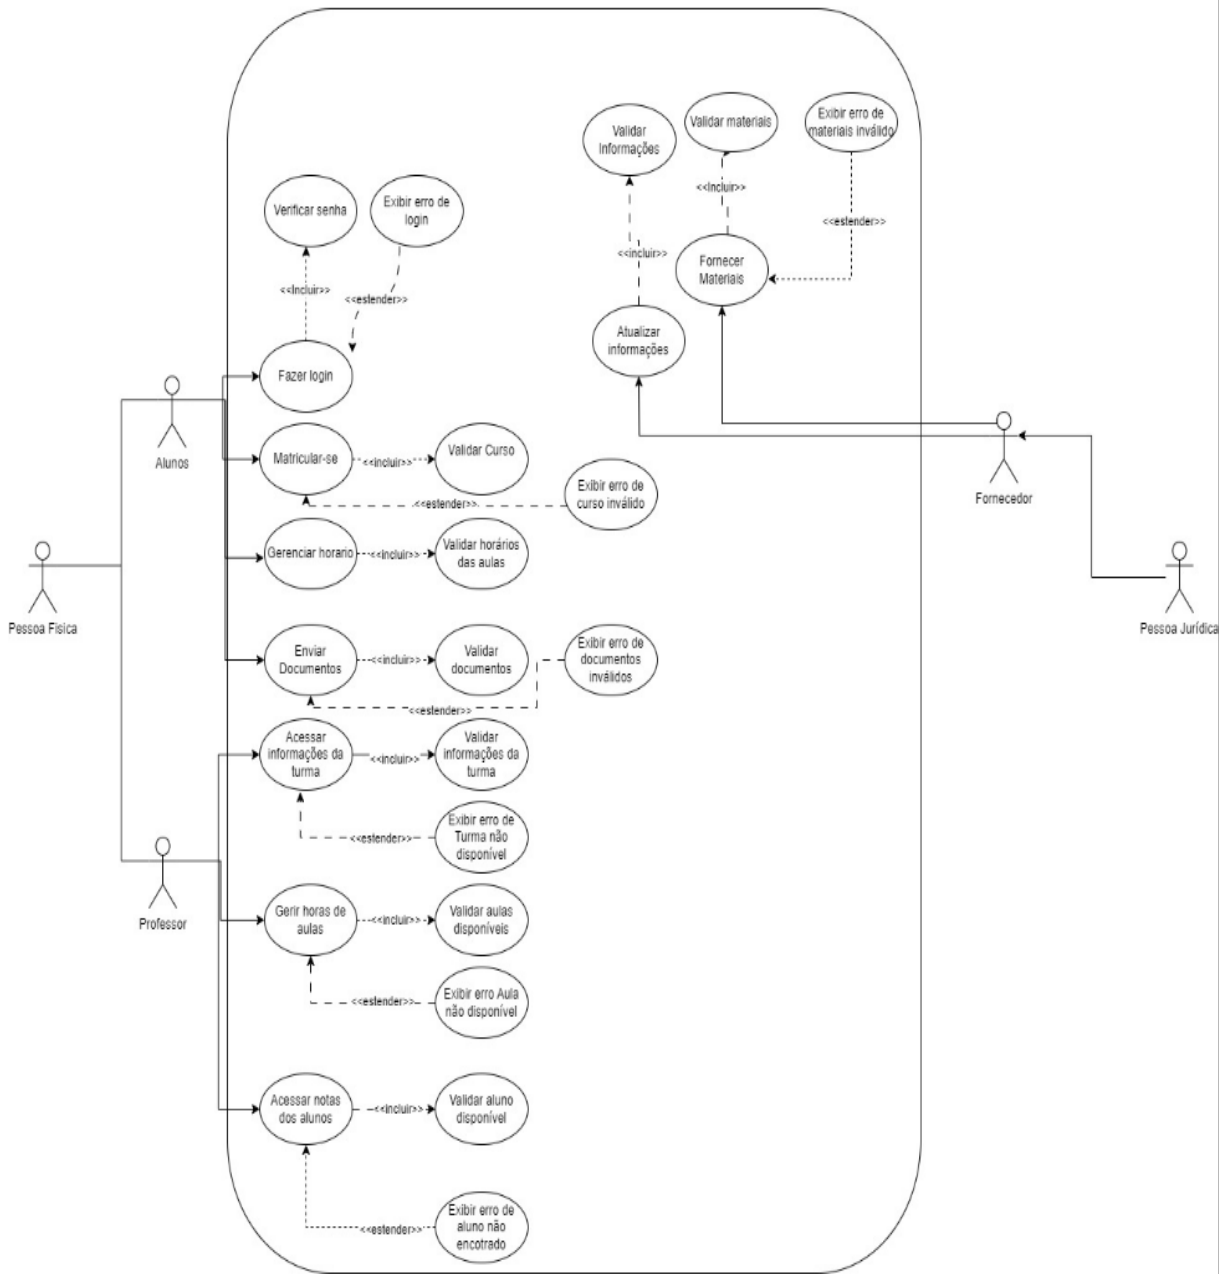 Validar
Informações
Validar materiais
Exibir erro de
materiais inválido
<<Incluir>>
<<estender>>
Verificar senha
Exibir erro de
login
<<incluir>>
Fornecer
Materiais
<<Incluir>>
<<estender>>
Atualizar
informações
Fazer login
Alunos
Matricular-se
<<incluir>>
Validar Curso
Exibir erro de
curso inválido
<<estender>>
Fornecedor
Gerenciar horario
<<incluir>>
Validar horários
das aulas
Pessoa Fisica
Pessoa Jurídica
Enviar
Documentos
<<incluir>>
Validar
documentos
Exibir erro de
documentos
inválidos
<<estender>>
Acessar
informações da
turma
<<incluir>>
Validar
informações da
turma
<<estender>>
Exibir erro de
Turma não
disponível
Professor
Gerir horas de
aulas
<<incluir>>
Validar aulas
disponíveis
<<estender>>
Exibir erro Aula
não disponível
Acessar notas
dos alunos
<<incluir>>
Validar aluno
disponível
<<estender>>
Exibir erro de
aluno não
encotrado